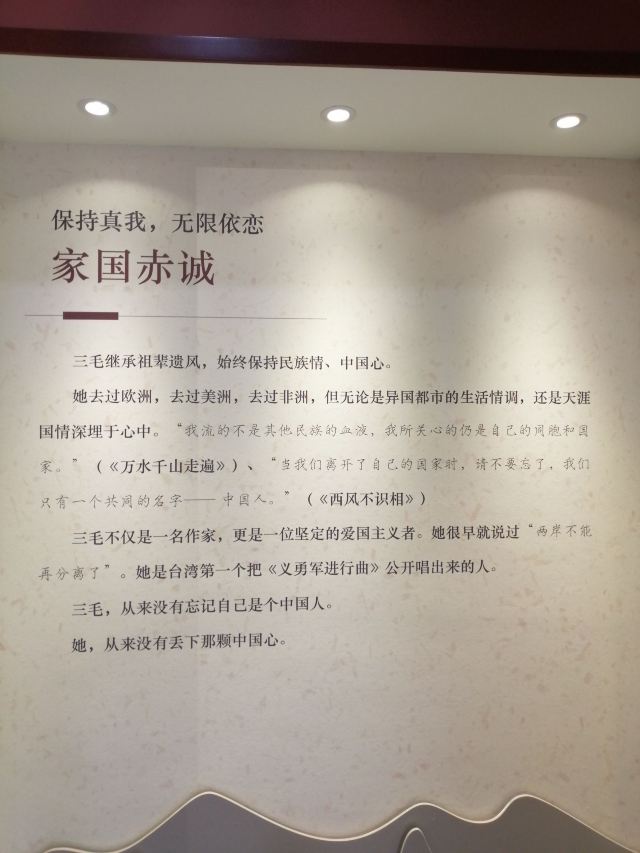 保持真我，无限依恋
家国赤诚
三毛继承祖辈遗风，始终保持民族情、中国心。
她去过欧洲，去过美洲，去过非洲，但无论是异国都市的生活情调，还是天涯
国情深埋于心中。“我流的不是其他民族的血液，我所关心的仍是自己的同胞和国
家。”（《万水千山走遍》）、“当我们离开了自己的国家时，请不要忘了，我们
只有一个共同的名字——中国人。”（《西风不识相》）
三毛不仅是一名作家，更是一位坚定的爱国主义者。她很早就说过“两岸不能
再分离了”。她是台湾第一个把《义勇军进行曲》公开唱出来的人。
三毛，从来没有忘记自己是个中国人。
她，从来没有丢下那颗中国心。